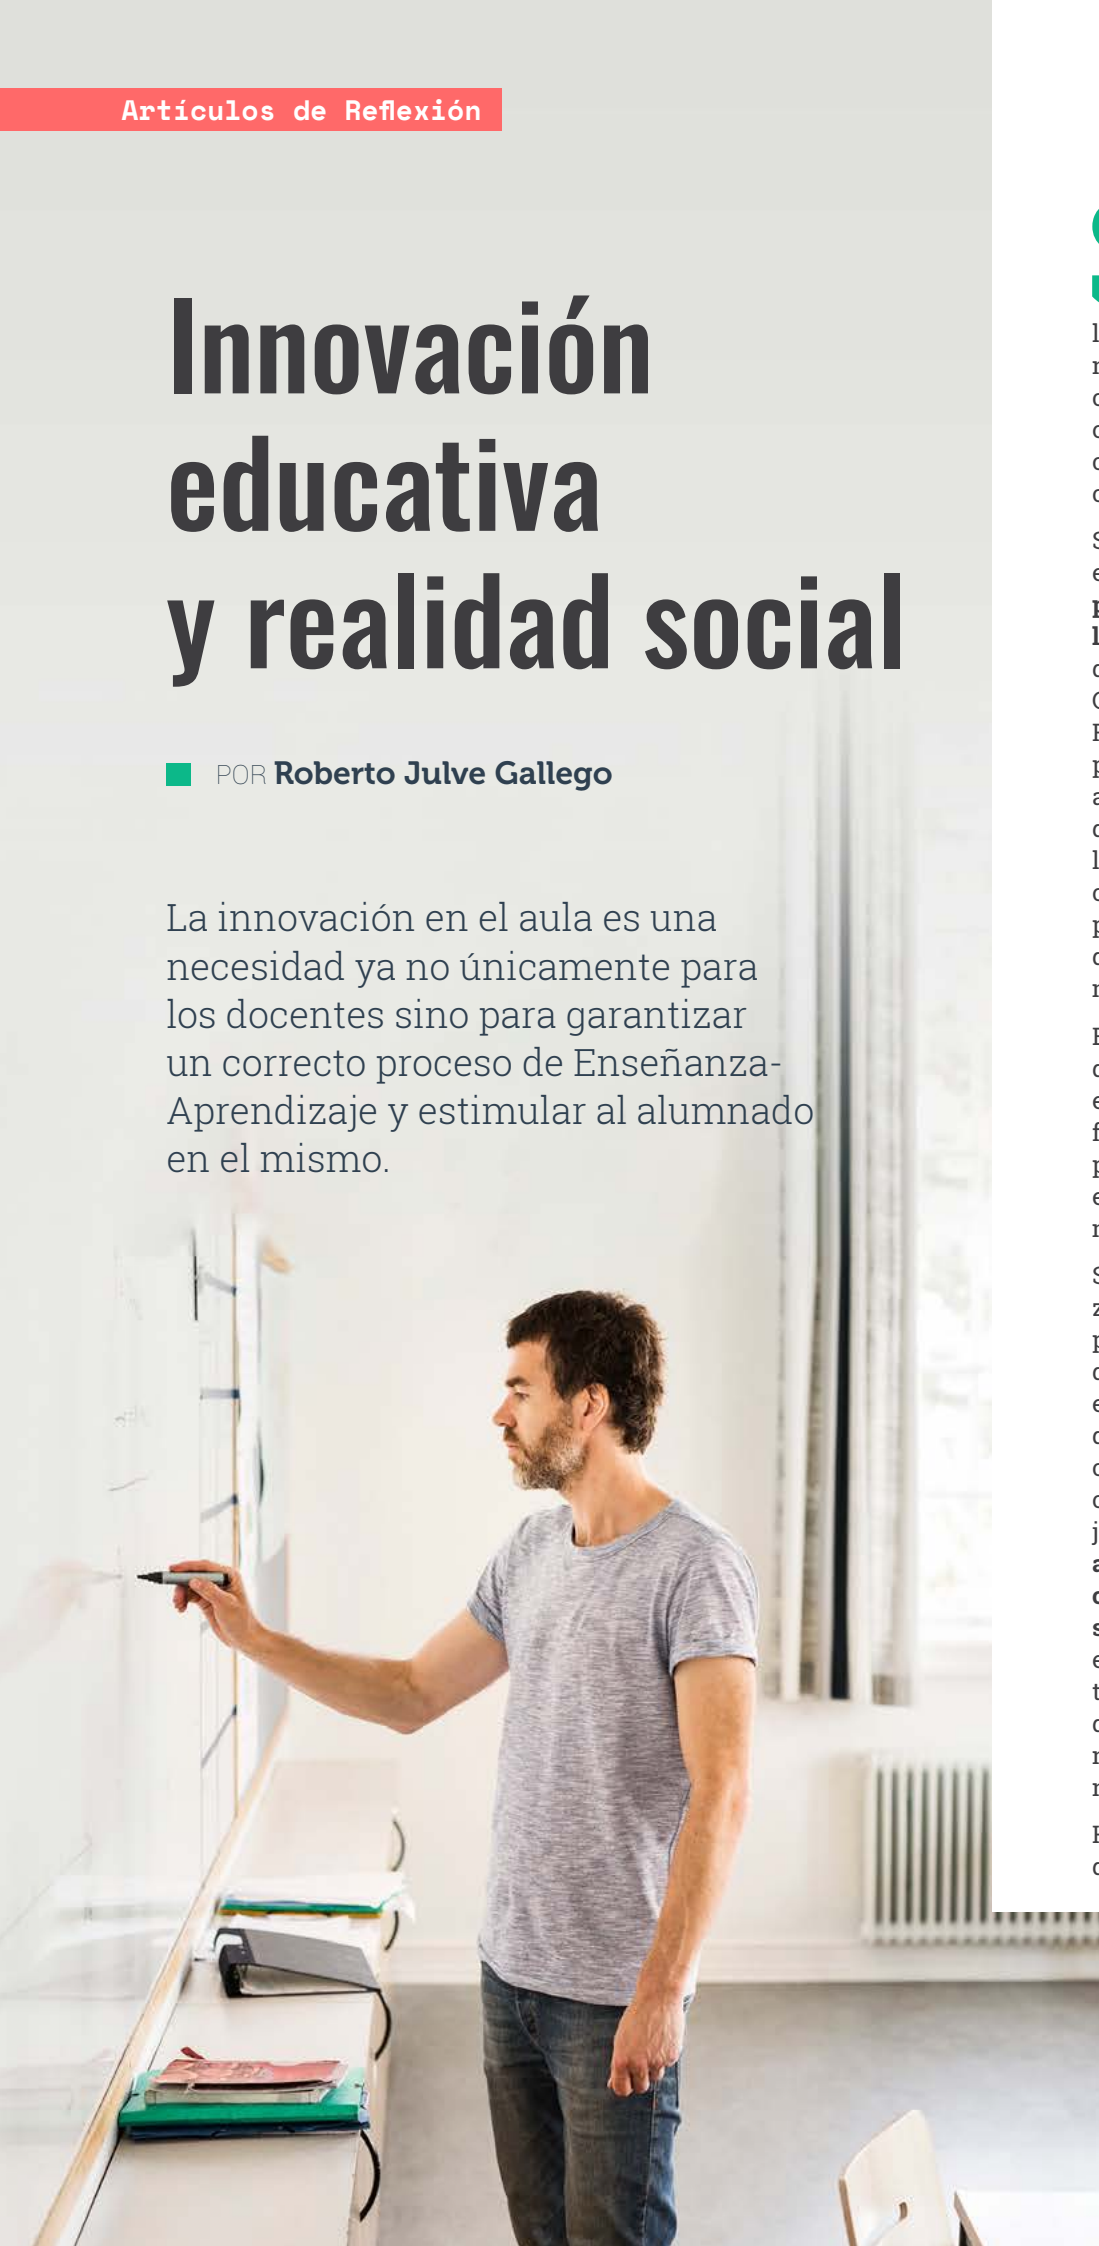 Artículos de Reflexión
Innovación
educativa
y realidad social
POR Roberto Julve Gallego
La innovación en el aula es una
necesidad ya no únicamente para
los docentes sino para garantizar
un correcto proceso de Enseñanza-
Aprendizaje y estimular al alumnado
en el mismo.